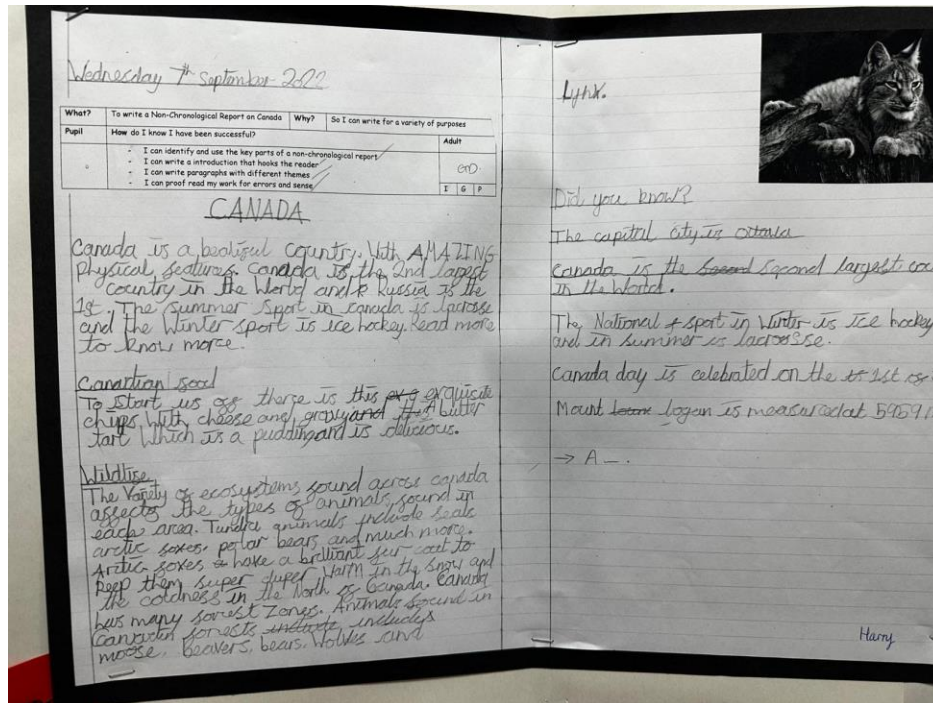 Wednesday 7th September 2022
What? To write a Non-Chronological Report on Canada Why? So I can write for a variety of purposes
Pupil How do I know I have been successful? Adult
- I can identify and use the key parts of a non-chronological report
- I can write a introduction that hooks the reader
- I can write paragraphs with different themes
- I can proof read my work for errors and sense
I G P
CANADA
Canada is a beatiful country. With AMAZING
physical features. Canada is the 2nd largest
country in the World and Russia is the
1st. The summer sport in canada is lacrosse
and the Winter sport is ice hockey. Read more
to know more.
Canadian food
To start us of there is this exquisite
chips With cheese and gravy and A butter
tart Which is a pudding and is delicious.
Wildlife
The Variety of ecosystems found across canada
affects the types of animals found in
each area. Tundra animals include seals
arctic foxes, polar bears and much more.
Arctic foxes have a brilliant fur coat to
keep them super duper warm in the snow and
the coldness in the North of Canada. Canada
has many forest zones. Animals found in
forests include includes
moose, beavers, bears, Wolves and
Lynx.
Did you know?
The capital city is
Canada is the second largest
in the World.
The National sport in Winter is ice hockey
and in summer is lacrosse.
Canada day is celebrated on the 1st of
Mount logan is measured at 5959
→ A
Harry